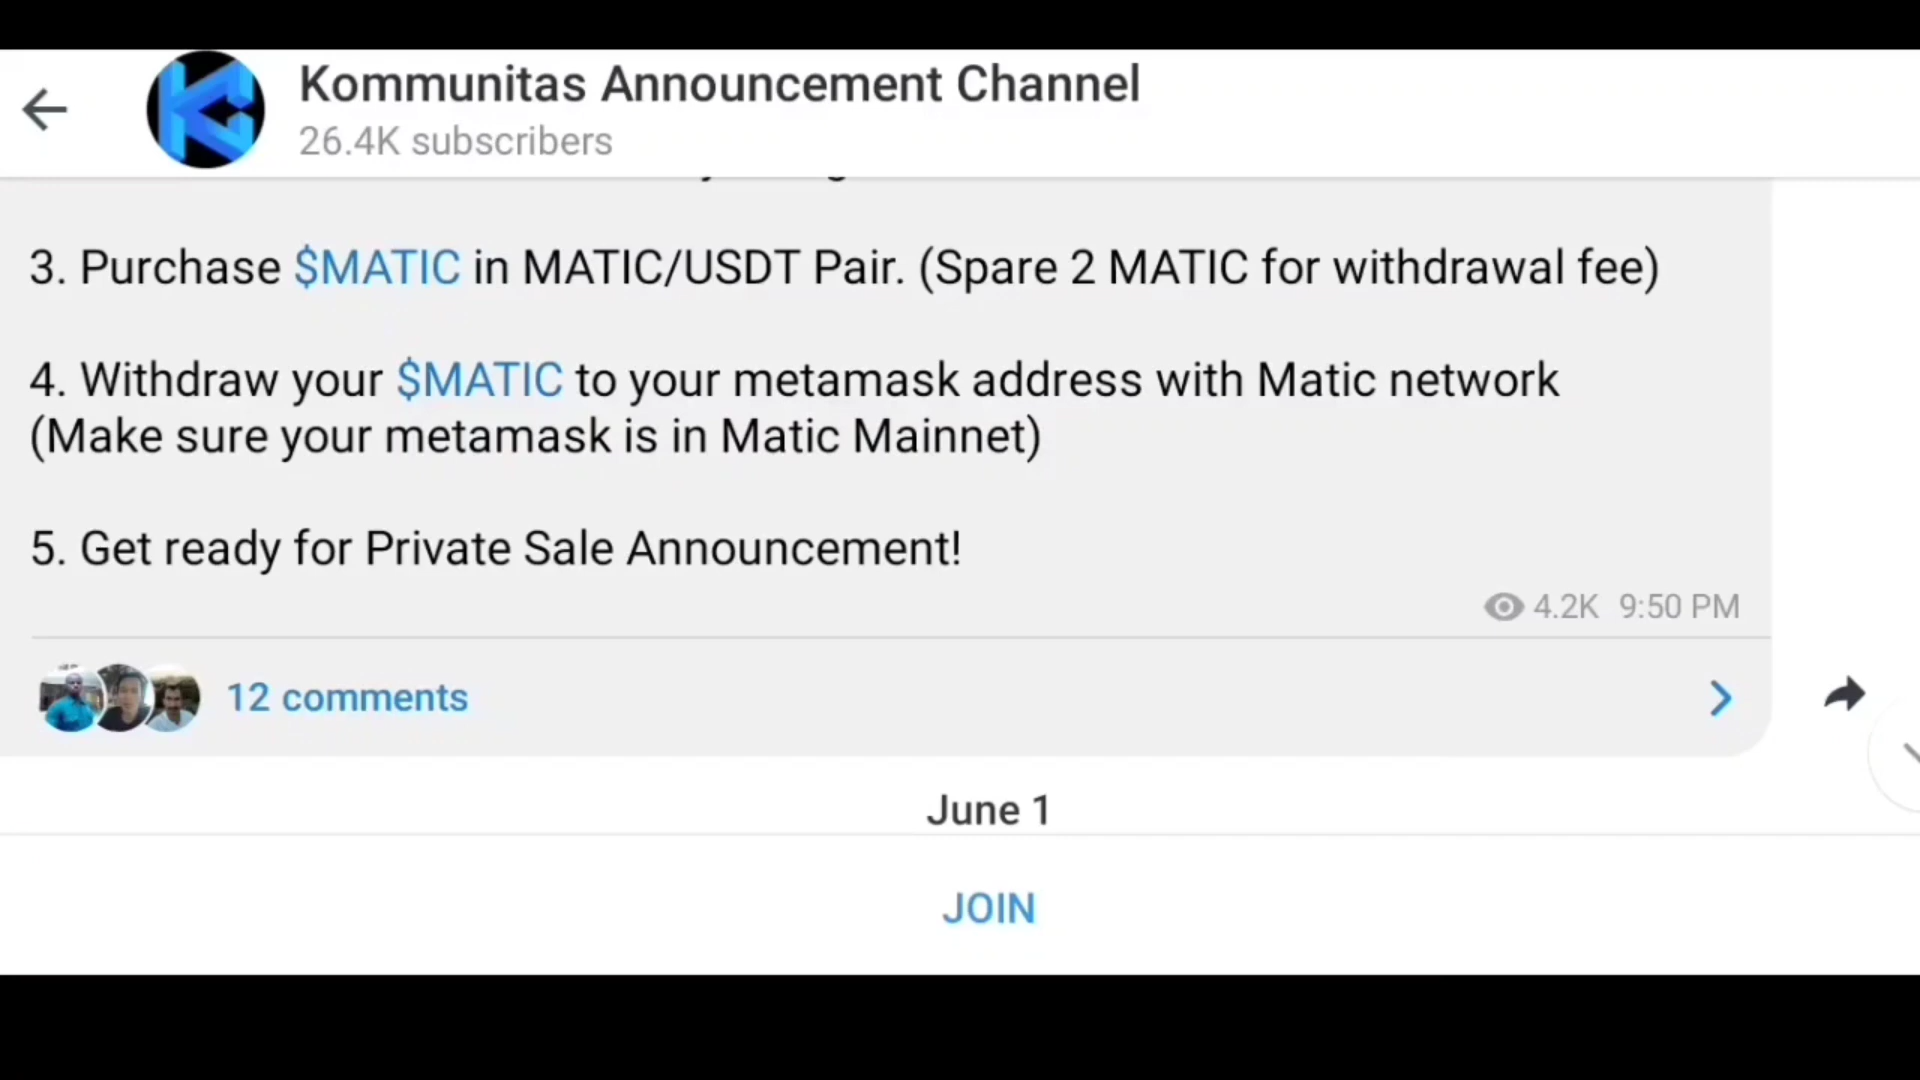 Kommunitas Announcement Channel
26.4K subscribers
3. Purchase $MATIC in MATIC/USDT Pair. (Spare 2 MATIC for withdrawal fee)
4. Withdraw your $MATIC to your metamask address with Matic network
(Make sure your metamask is in Matic Mainnet)
5. Get ready for Private Sale Announcement!
4.2K 9:50 PM
12 comments
June 1
JOIN